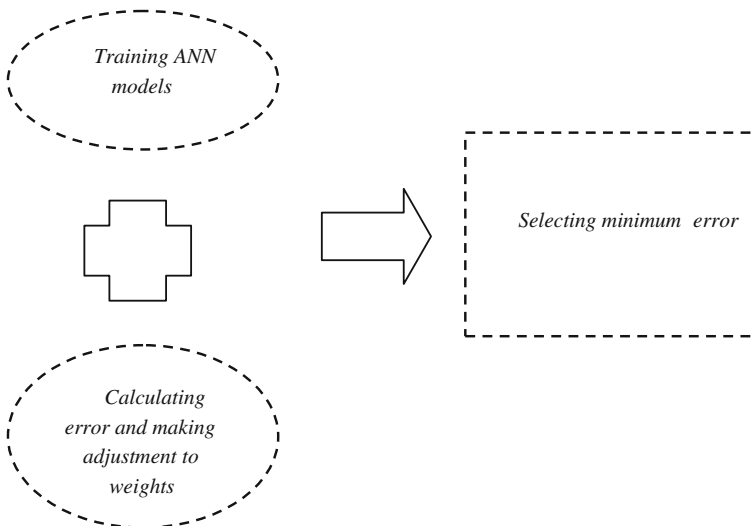 Training ANN
models
Selecting minimum error
Calculating
error and making
adjustment to
weights